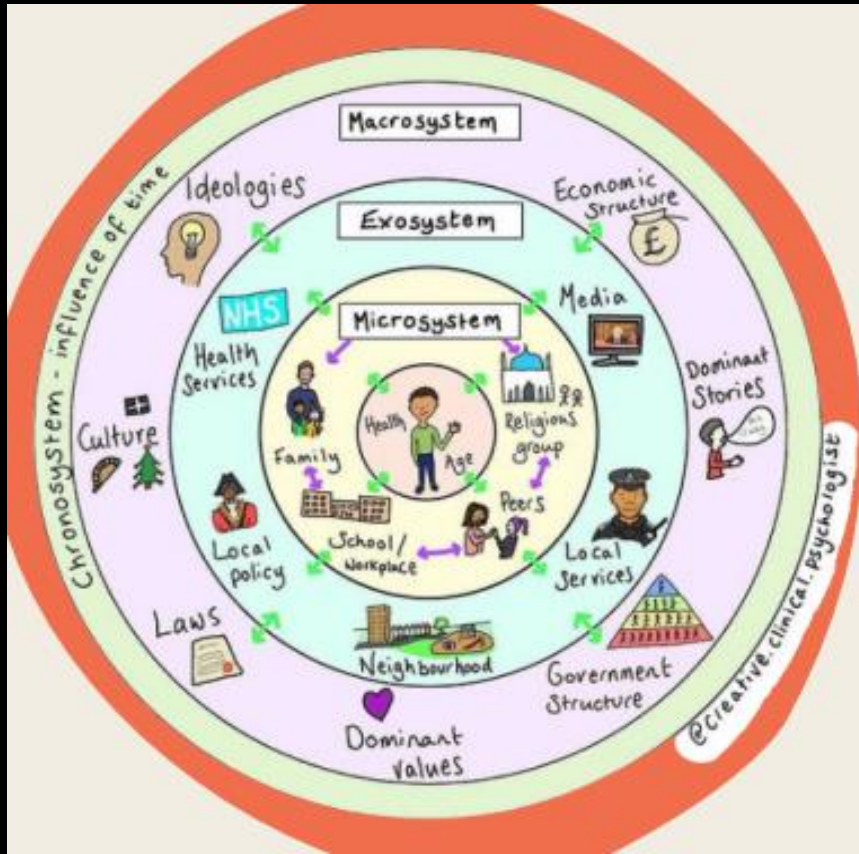 Macrosystem
Ideologies
Economic
Structure
£
Exosystem
NHS
Health
Services
Media
Microsystem
Dominant
Stories
Family
Health
Age
Religious
group
Culture
School/
Workplace
Peers
Local
policy
Local
Services
Laws
Neighbourhood
Government
Structure
Dominant
values
Chronosystem - influence of time
@creative.clinical.psychologist